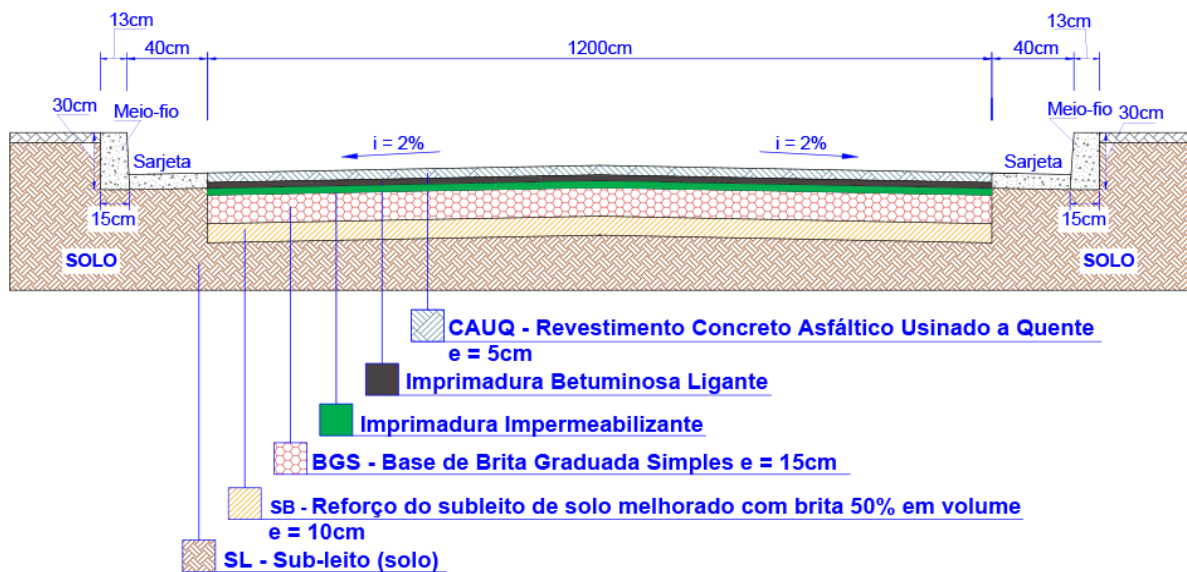 13cm
13cm
40cm
1200cm
40cm
30cm
Meio-fio
Meio-fio
30cm
i = 2%
i = 2%
Sarjeta
Sarjeta
15cm
15cm
SOLO
SOLO
CAUQ - Revestimento Concreto Asfáltico Usinado a Quente
e = 5cm
Imprimadura Betuminosa Ligante
Imprimadura Impermeabilizante
BGS - Base de Brita Graduada Simples e = 15cm
SB - Reforço do subleito de solo melhorado com brita 50% em volume
e = 10cm
SL - Sub-leito (solo)